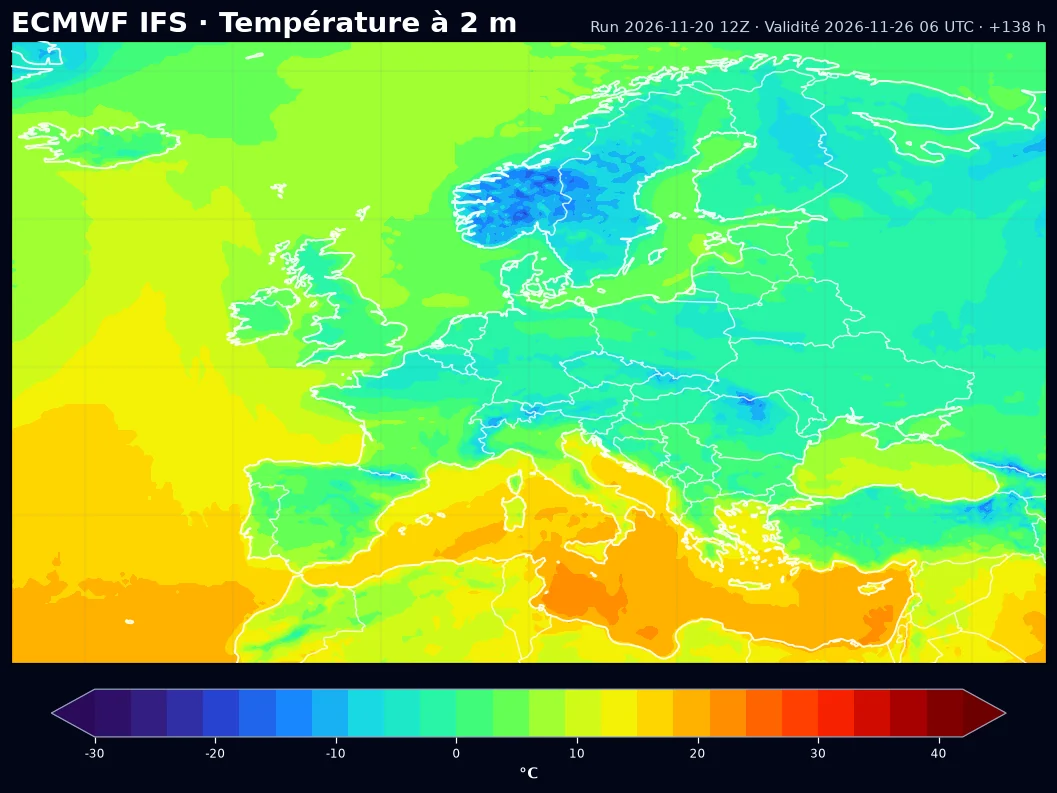 ECMWF IFS · Température à 2 m
Run 2026-11-20 12Z · Validité 2026-11-26 06 UTC · +138 h
-30 -20 -10 0 10 20 30 40
°C